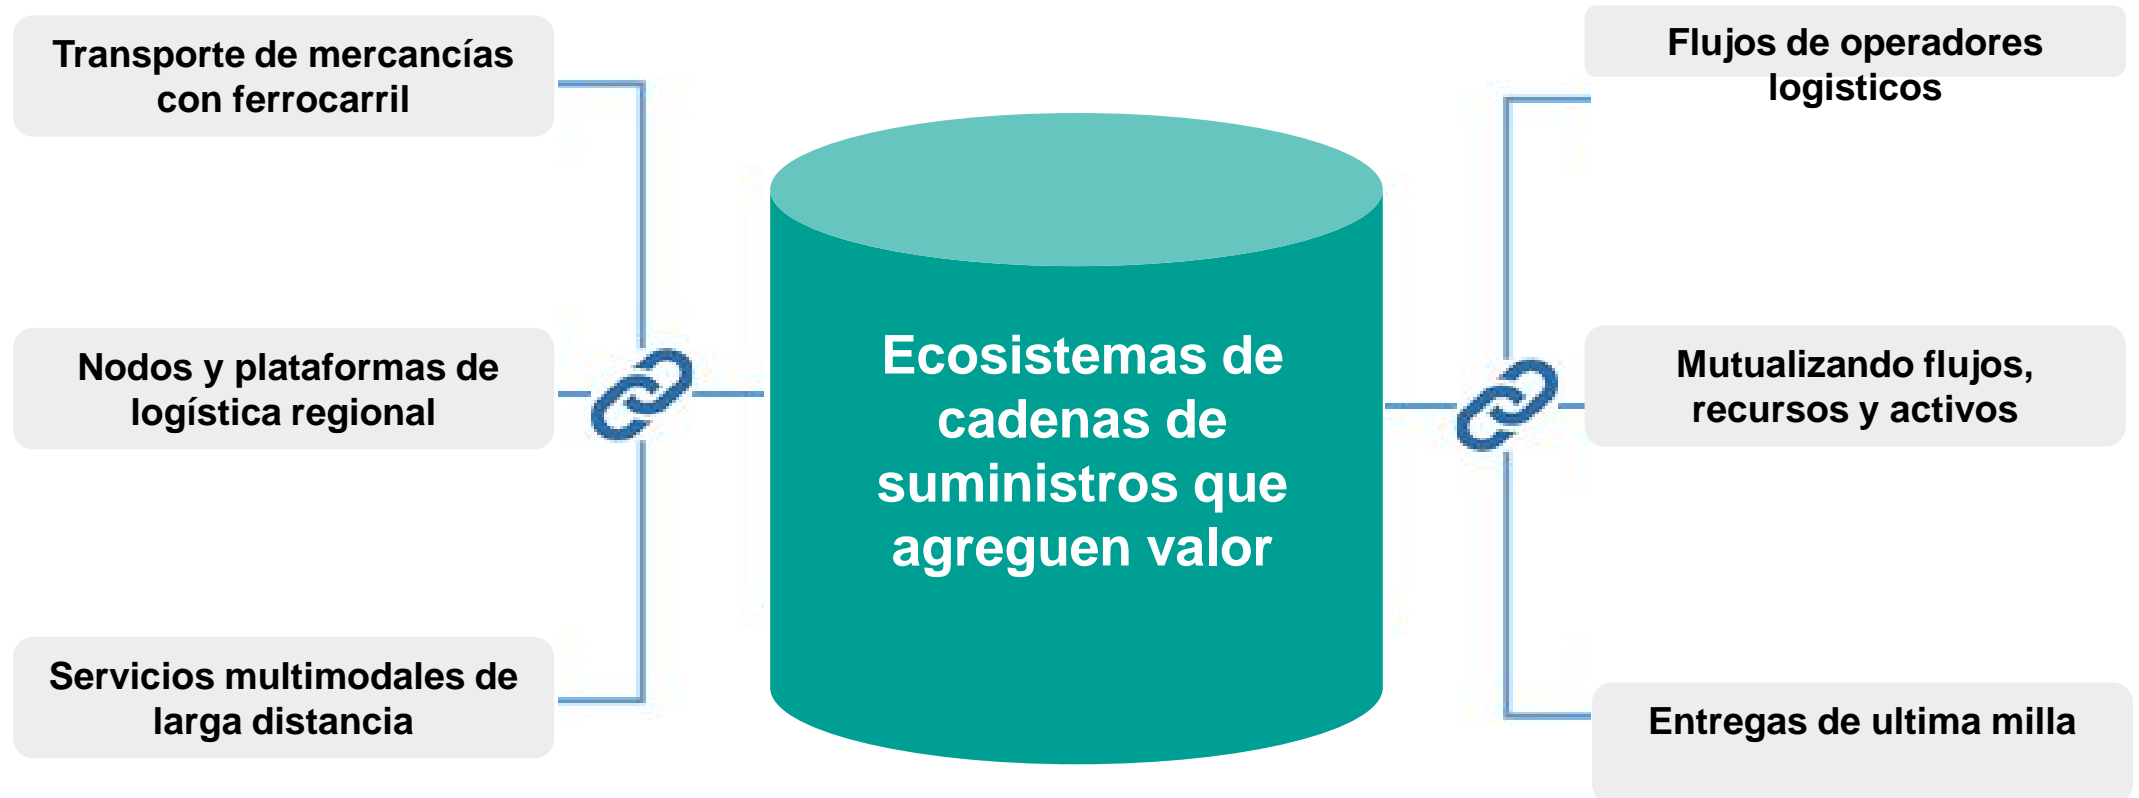 Transporte de mercancías
con ferrocarril
Nodos y plataformas de
logística regional
Servicios multimodales de
larga distancia
Ecosistemas de
cadenas de
suministros que
agreguen valor
Flujos de operadores
logisticos
Mutualizando flujos,
recursos y activos
Entregas de ultima milla